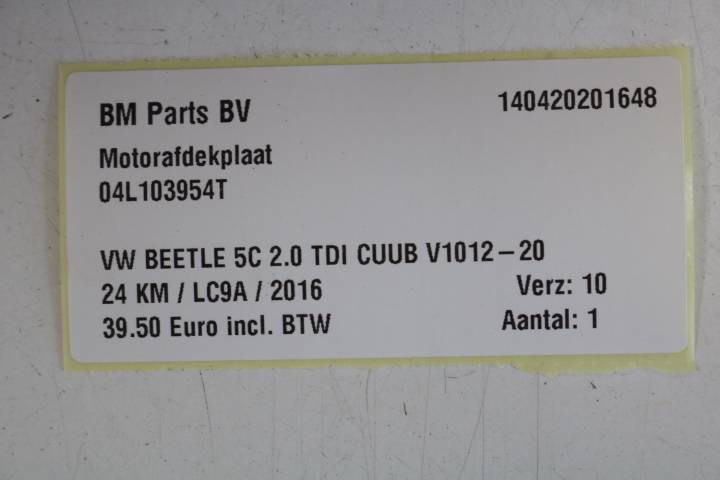 BM Parts BV 140420201648
Motorafdekplaat
04L103954T
VW BEETLE 5C 2.0 TDI CUUB V1012-20
24 KM / LC9A / 2016 Verz: 10
39.50 Euro incl. BTW Aantal: 1